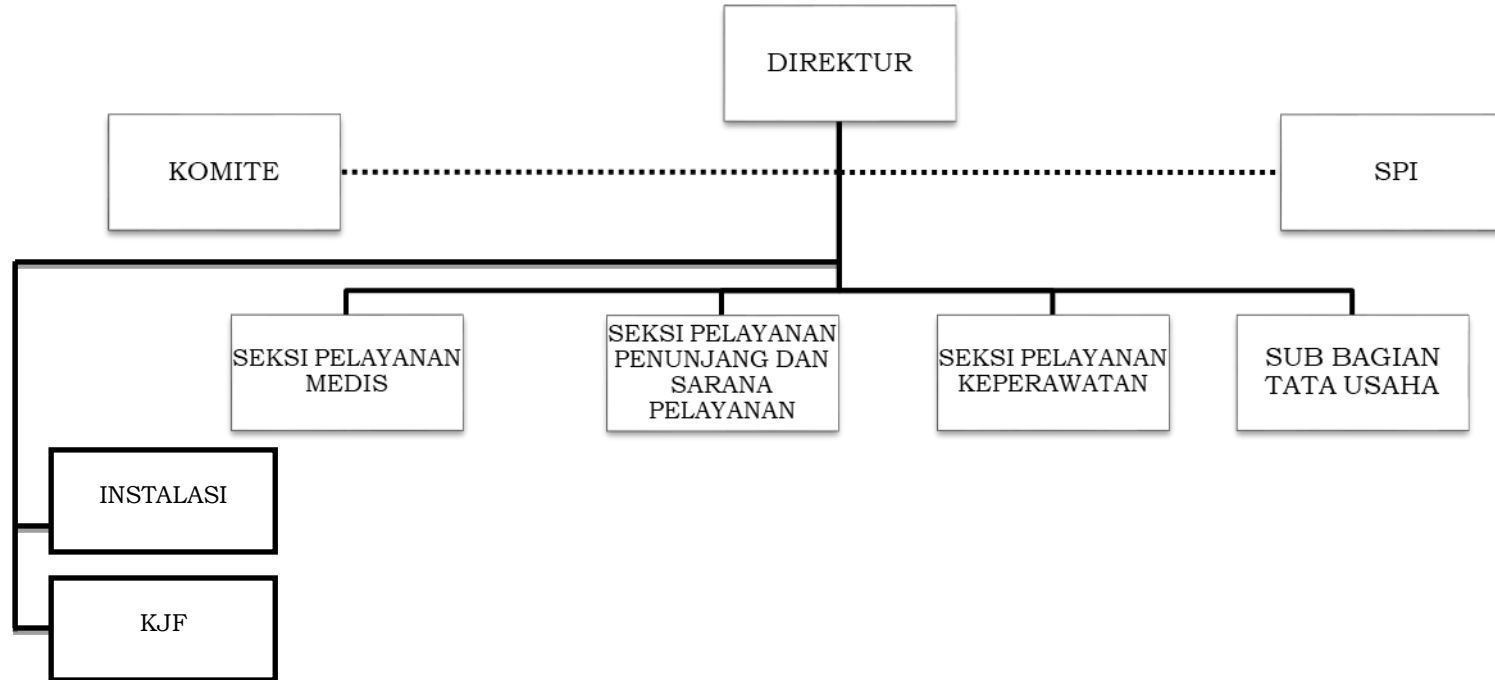 DIREKTUR
KOMITE
SPI
SEKSI PELAYANAN
MEDIS
SEKSI PELAYANAN
PENUNJANG DAN
SARANA
PELAYANAN
SEKSI PELAYANAN
KEPERAWATAN
SUB BAGIAN
TATA USAHA
INSTALASI
KJF